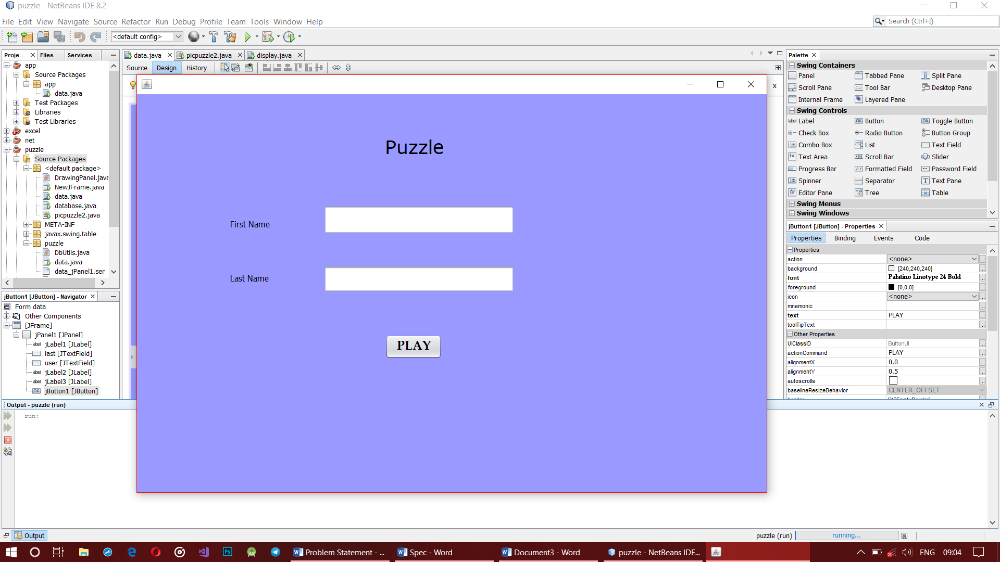 puzzle - NetBeans IDE 8.2
File Edit View Navigate Source Refactor Run Debug Profile Team Tools Window Help
Search (Ctrl+I)
<default config>
Proje... Files Services
app
Source Packages
app
data.java
Test Packages
Libraries
Test Libraries
excel
net
puzzle
Source Packages
<default package>
DrawingPanel.java
NewJFrame.java
data.java
database.java
picpuzzle2.java
META-INF
javax.swing.table
puzzle
DbUtils.java
data.java
data_jPanel1.ser
jButton1 [JButton] - Navigator
Form data
Other Components
[JFrame]
jPanel1 [JPanel]
jLabel1 [JLabel]
last [JTextField]
user [JTextField]
jLabel2 [JLabel]
jLabel3 [JLabel]
jButton1 [JButton]
data.java picpuzzle2.java display.java
Source Design History
x
Puzzle
First Name
Last Name
PLAY
Palette
Swing Containers
Panel Tabbed Pane Split Pane
Scroll Pane Tool Bar Desktop Pane
Internal Frame Layered Pane
Swing Controls
label Label OK Button ON Toggle Button
Check Box Radio Button Button Group
Combo Box List Text Field
Text Area Scroll Bar Slider
Progress Bar Formatted Field Password Field
Spinner Separator Text Pane
Editor Pane Tree Table
Swing Menus
Swing Windows
jButton1 [JButton] - Properties
Properties Binding Events Code
Properties
action <none>
background [240,240,240]
font Palatino Linotype 24 Bold
foreground [0,0,0]
icon <none>
mnemonic
text PLAY
toolTipText
Other Properties
UIClassID ButtonUI
actionCommand PLAY
alignmentX 0.0
alignmentY 0.5
autoscrolls
baselineResizeBehavior CENTER_OFFSET
border [XPEmptyBorder]
Output - puzzle (run)
run:
Output
puzzle (run) running...
Problem Statement - ... Spec - Word Document3 - Word puzzle - NetBeans IDE... ENG 09:04